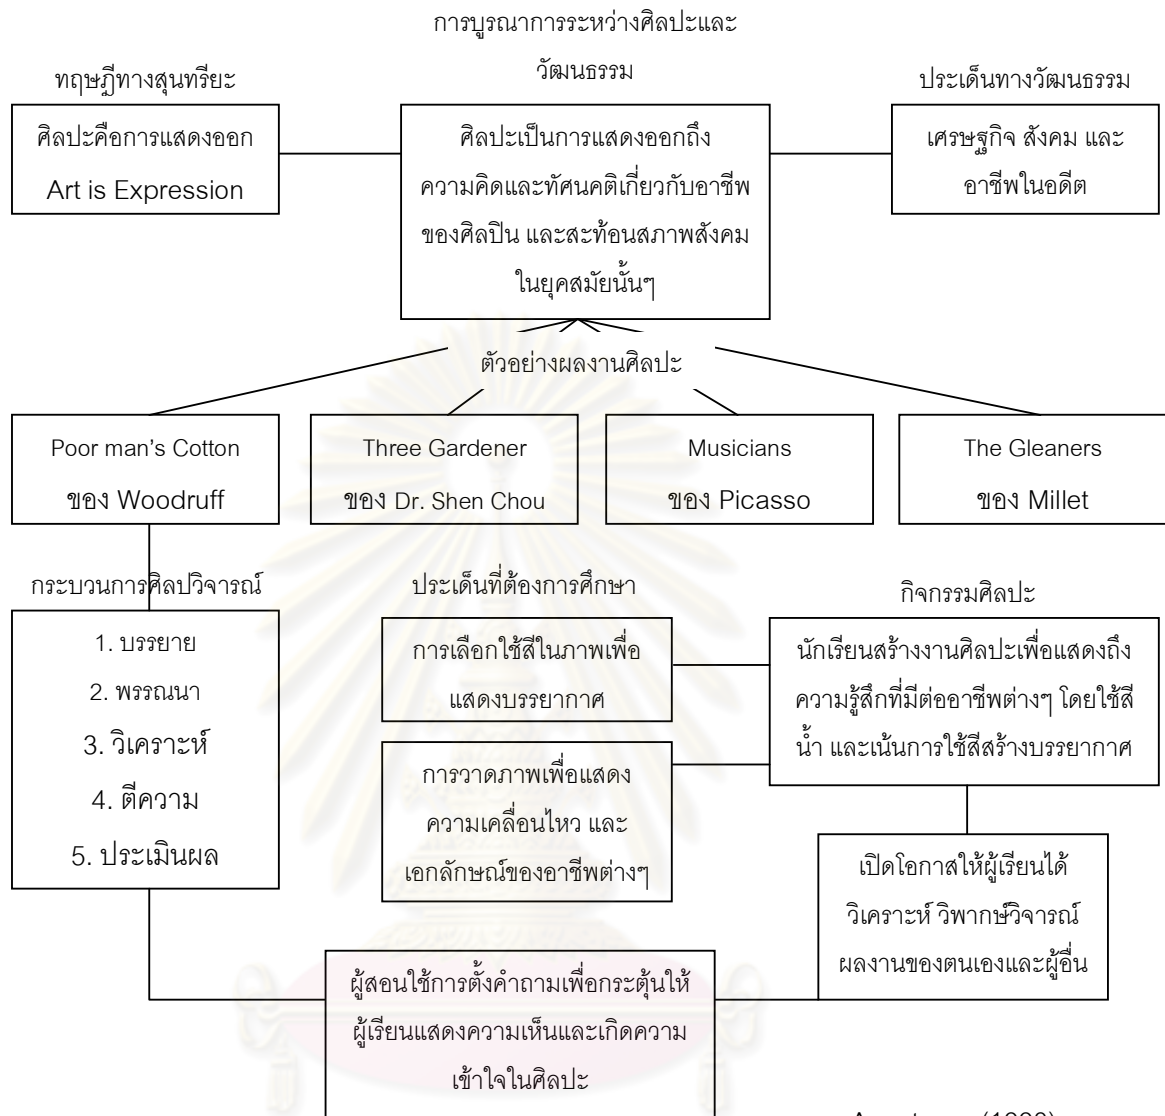 การบูรณาการระหว่างศิลปะและ
วัฒนธรรม
ทฤษฎีทางสุนทรียะ
ประเด็นทางวัฒนธรรม
ศิลปะคือการแสดงออก
Art is Expression
ศิลปะเป็นการแสดงออกถึง
ความคิดและทัศนคติเกี่ยวกับอาชีพ
ของศิลปิน และสะท้อนสภาพสังคม
ในยุคสมัยนั้นๆ
เศรษฐกิจ สังคม และ
อาชีพในอดีต
ตัวอย่างผลงานศิลปะ
Poor man's Cotton
ของ Woodruff
Three Gardener
ของ Dr. Shen Chou
Musicians
ของ Picasso
The Gleaners
ของ Millet
กระบวนการศิลปวิจารณ์
1. บรรยาย
2. พรรณนา
3. วิเคราะห์
4. ตีความ
5. ประเมินผล
ประเด็นที่ต้องการศึกษา
การเลือกใช้สีในภาพเพื่อ
แสดงบรรยากาศ
การวาดภาพเพื่อแสดง
ความเคลื่อนไหว และ
เอกลักษณ์ของอาชีพต่างๆ
กิจกรรมศิลปะ
นักเรียนสร้างงานศิลปะเพื่อแสดงถึง
ความรู้สึกที่มีต่ออาชีพต่างๆ โดยใช้สี
น้ำ และเน้นการใช้สีสร้างบรรยากาศ
เปิดโอกาสให้ผู้เรียนได้
วิเคราะห์ วิพากษ์วิจารณ์
ผลงานของตนเองและผู้อื่น
ผู้สอนใช้การตั้งคำถามเพื่อกระตุ้นให้
ผู้เรียนแสดงความเห็นและเกิดความ
เข้าใจในศิลปะ